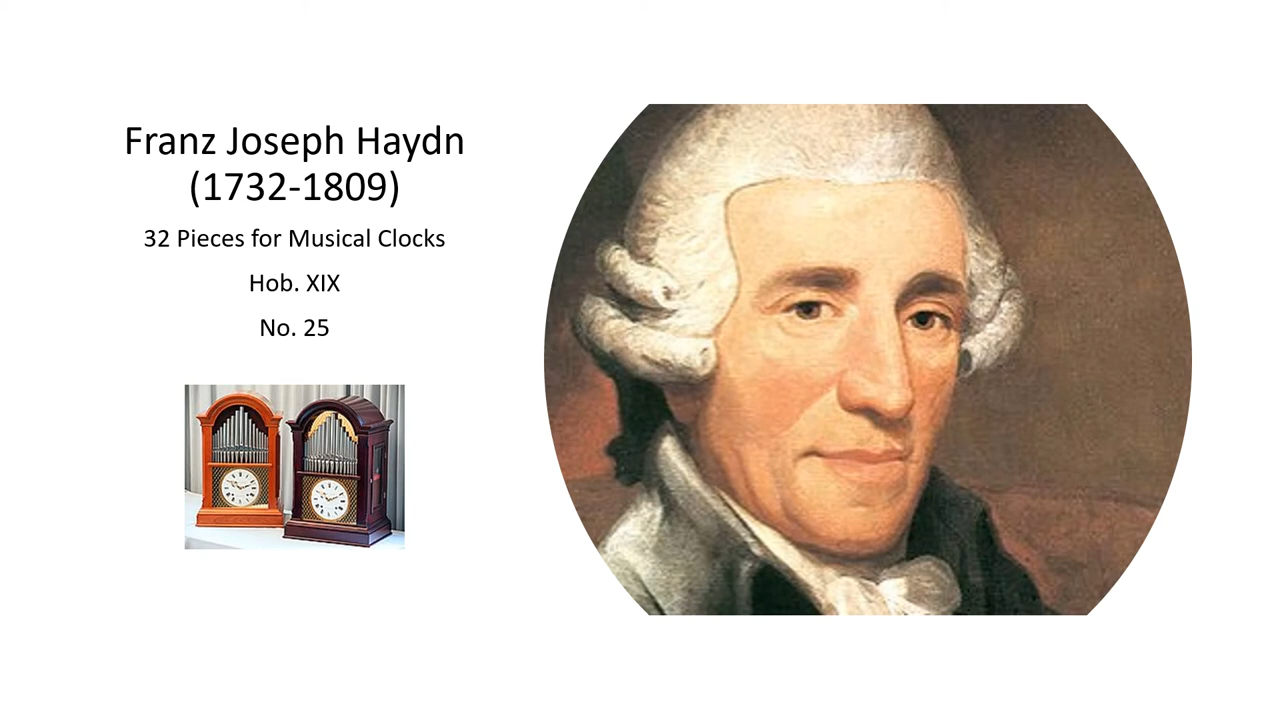 Franz Joseph Haydn
(1732-1809)
32 Pieces for Musical Clocks
Hob. XIX
No. 25